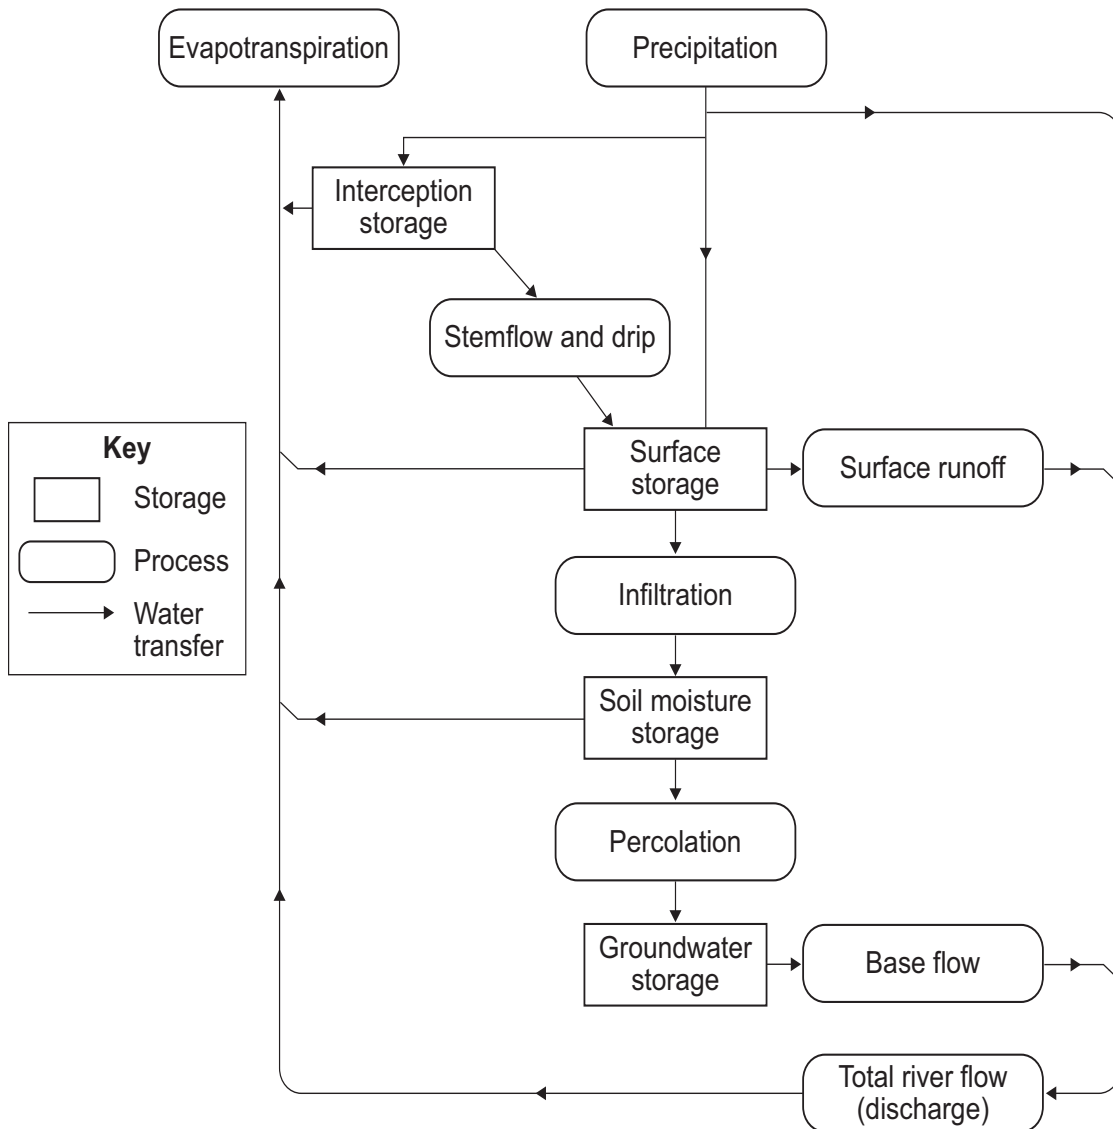 Evapotranspiration
Precipitation
Interception
storage
Stemflow and drip
Surface
storage
Surface runoff
Key
Storage
Process
Water
transfer
Infiltration
Soil moisture
storage
Percolation
Groundwater
storage
Base flow
Total river flow
(discharge)